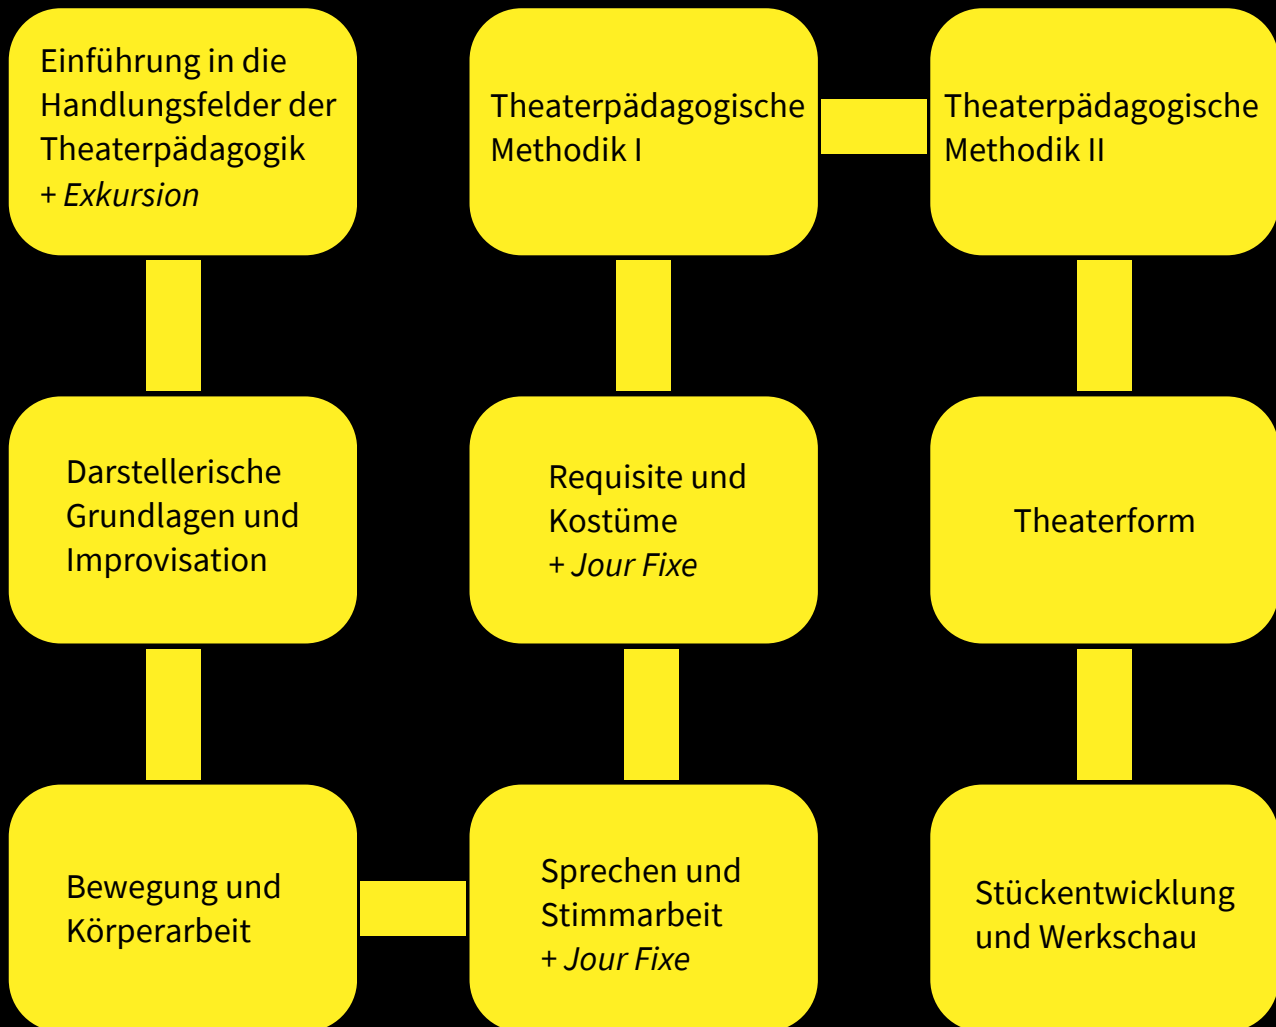 Einführung in die
Handlungsfelder der
Theaterpädagogik
+ Exkursion
Theaterpädagogische
Methodik I
Theaterpädagogische
Methodik II
Darstellerische
Grundlagen und
Improvisation
Requisite und
Kostüme
+ Jour Fixe
Theaterform
Bewegung und
Körperarbeit
Sprechen und
Stimmarbeit
+ Jour Fixe
Stückentwicklung
und Werkschau